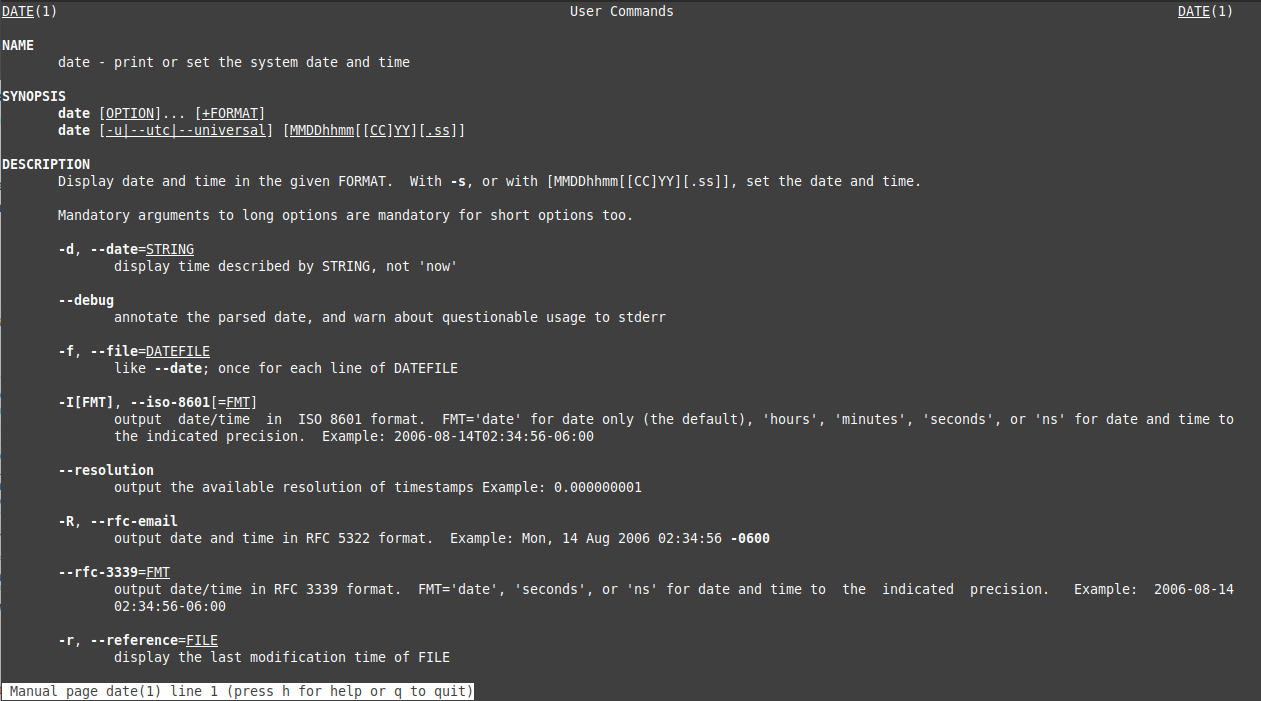 DATE(1) User Commands DATE(1)
NAME
date - print or set the system date and time
SYNOPSIS
date [OPTION]... [+FORMAT]
date [-u|--utc|--universal] [MMDDhhmm[[CC]YY][.ss]]
DESCRIPTION
Display date and time in the given FORMAT.  With -s, or with [MMDDhhmm[[CC]YY][.ss]], set the date and time.
Mandatory arguments to long options are mandatory for short options too.
-d, --date=STRING
display time described by STRING, not 'now'
--debug
annotate the parsed date, and warn about questionable usage to stderr
-f, --file=DATEFILE
like --date; once for each line of DATEFILE
-I[FMT], --iso-8601[=FMT]
output  date/time  in  ISO 8601 format.  FMT='date' for date only (the default), 'hours', 'minutes', 'seconds', or 'ns' for date and time to
the indicated precision.  Example: 2006-08-14T02:34:56-06:00
--resolution
output the available resolution of timestamps Example: 0.000000001
-R, --rfc-email
output date and time in RFC 5322 format.  Example: Mon, 14 Aug 2006 02:34:56 -0600
--rfc-3339=FMT
output date/time in RFC 3339 format.  FMT='date', 'seconds', or 'ns' for date and time to  the  indicated  precision.   Example:  2006-08-14
02:34:56-06:00
-r, --reference=FILE
display the last modification time of FILE
Manual page date(1) line 1 (press h for help or q to quit)